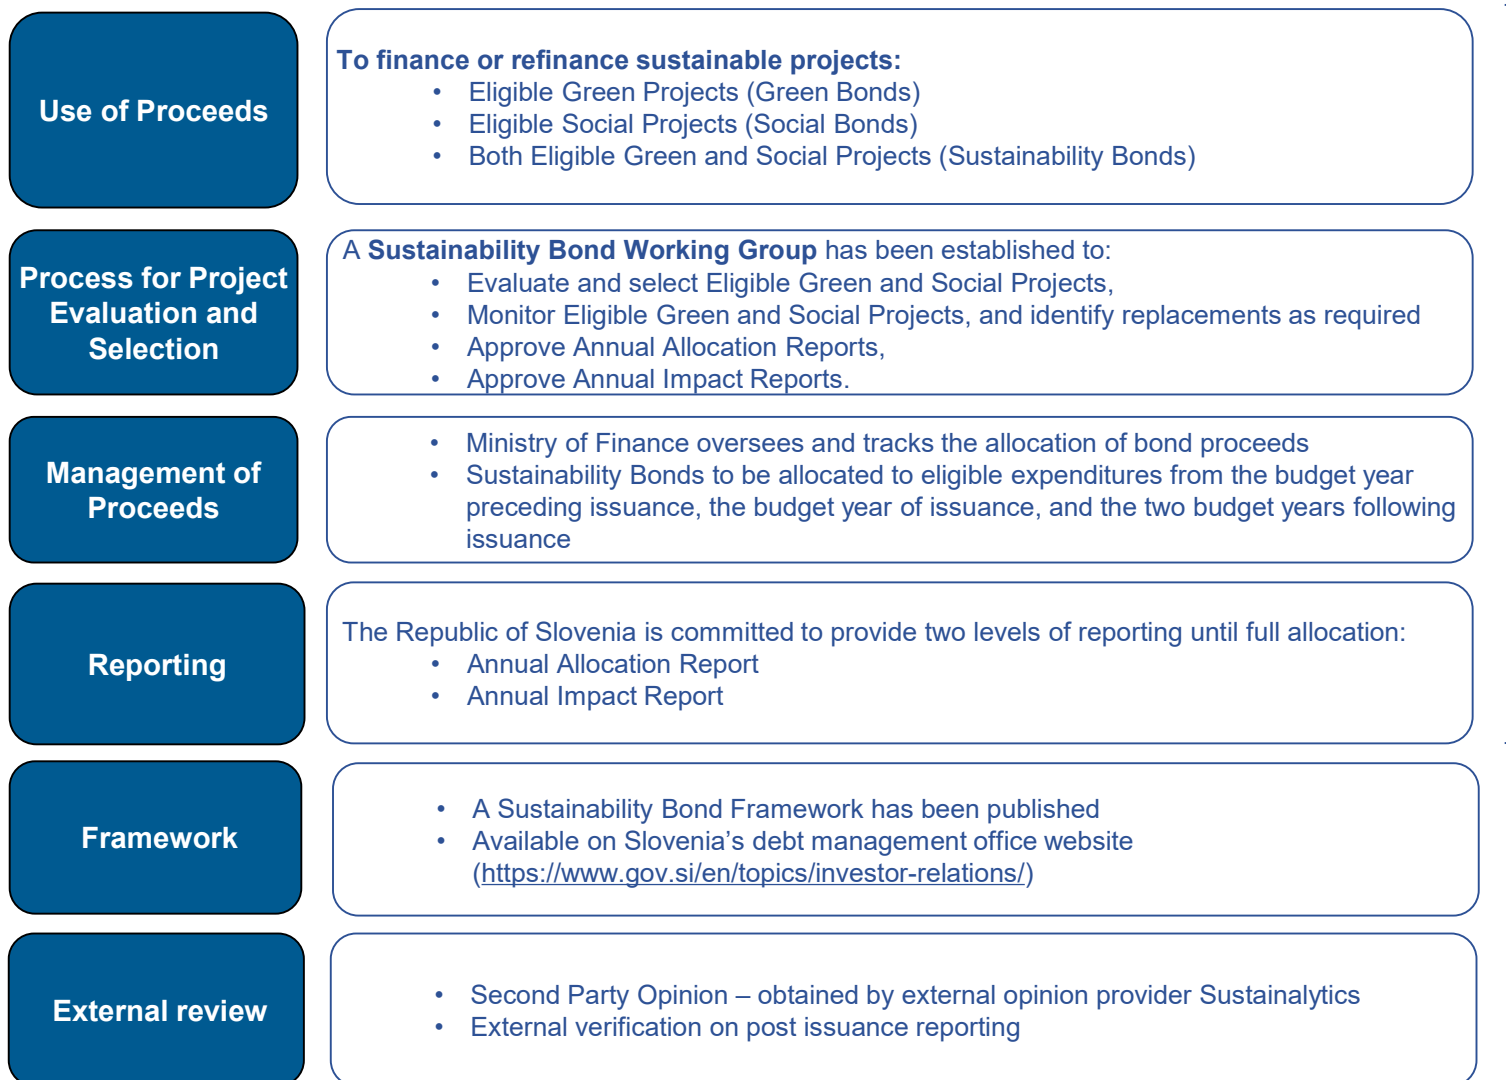 Use of Proceeds
To finance or refinance sustainable projects:
• Eligible Green Projects (Green Bonds)
• Eligible Social Projects (Social Bonds)
• Both Eligible Green and Social Projects (Sustainability Bonds)
Process for Project
Evaluation and
Selection
A Sustainability Bond Working Group has been established to:
• Evaluate and select Eligible Green and Social Projects,
• Monitor Eligible Green and Social Projects, and identify replacements as required
• Approve Annual Allocation Reports,
• Approve Annual Impact Reports.
Management of
Proceeds
• Ministry of Finance oversees and tracks the allocation of bond proceeds
• Sustainability Bonds to be allocated to eligible expenditures from the budget year
preceding issuance, the budget year of issuance, and the two budget years following
issuance
Reporting
The Republic of Slovenia is committed to provide two levels of reporting until full allocation:
• Annual Allocation Report
• Annual Impact Report
Framework
• A Sustainability Bond Framework has been published
• Available on Slovenia’s debt management office website
(https://www.gov.si/en/topics/investor-relations/)
External review
• Second Party Opinion – obtained by external opinion provider Sustainalytics
• External verification on post issuance reporting